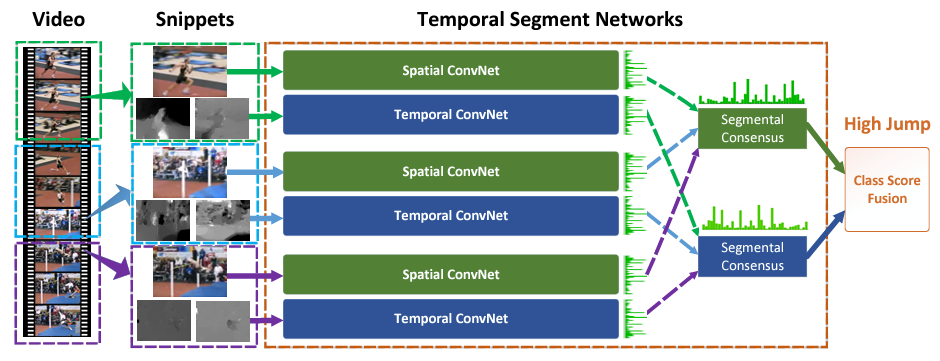 Video
Snippets
Temporal Segment Networks
Spatial ConvNet
Temporal ConvNet
Spatial ConvNet
Temporal ConvNet
Spatial ConvNet
Temporal ConvNet
Segmental
Consensus
Segmental
Consensus
High Jump
Class Score
Fusion